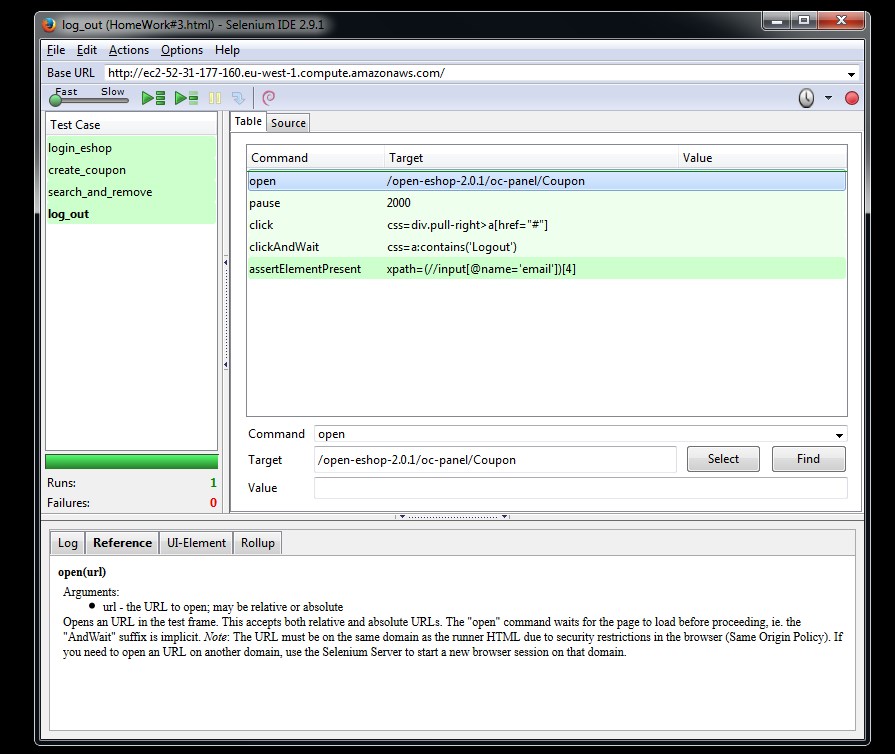 log_out (HomeWork#3.html) - Selenium IDE 2.9.1
File Edit Actions Options Help
Base URL http://ec2-52-31-177-160.eu-west-1.compute.amazonaws.com/
Fast Slow
Test Case
login_eshop
create_coupon
search_and_remove
log_out
Runs: 1
Failures: 0
Table Source
Command Target Value
open /open-eshop-2.0.1/oc-panel/Coupon
pause 2000
click css=div.pull-right>a[href="#"]
clickAndWait css=a:contains('Logout')
assertElementPresent xpath=(//input[@name='email'])[4]
Command open
Target /open-eshop-2.0.1/oc-panel/Coupon Select Find
Value
Log Reference UI-Element Rollup
open(url)
Arguments:
• url - the URL to open; may be relative or absolute
Opens an URL in the test frame. This accepts both relative and absolute URLs. The "open" command waits for the page to load before proceeding, ie. the
"AndWait" suffix is implicit. Note: The URL must be on the same domain as the runner HTML due to security restrictions in the browser (Same Origin Policy). If
you need to open an URL on another domain, use the Selenium Server to start a new browser session on that domain.